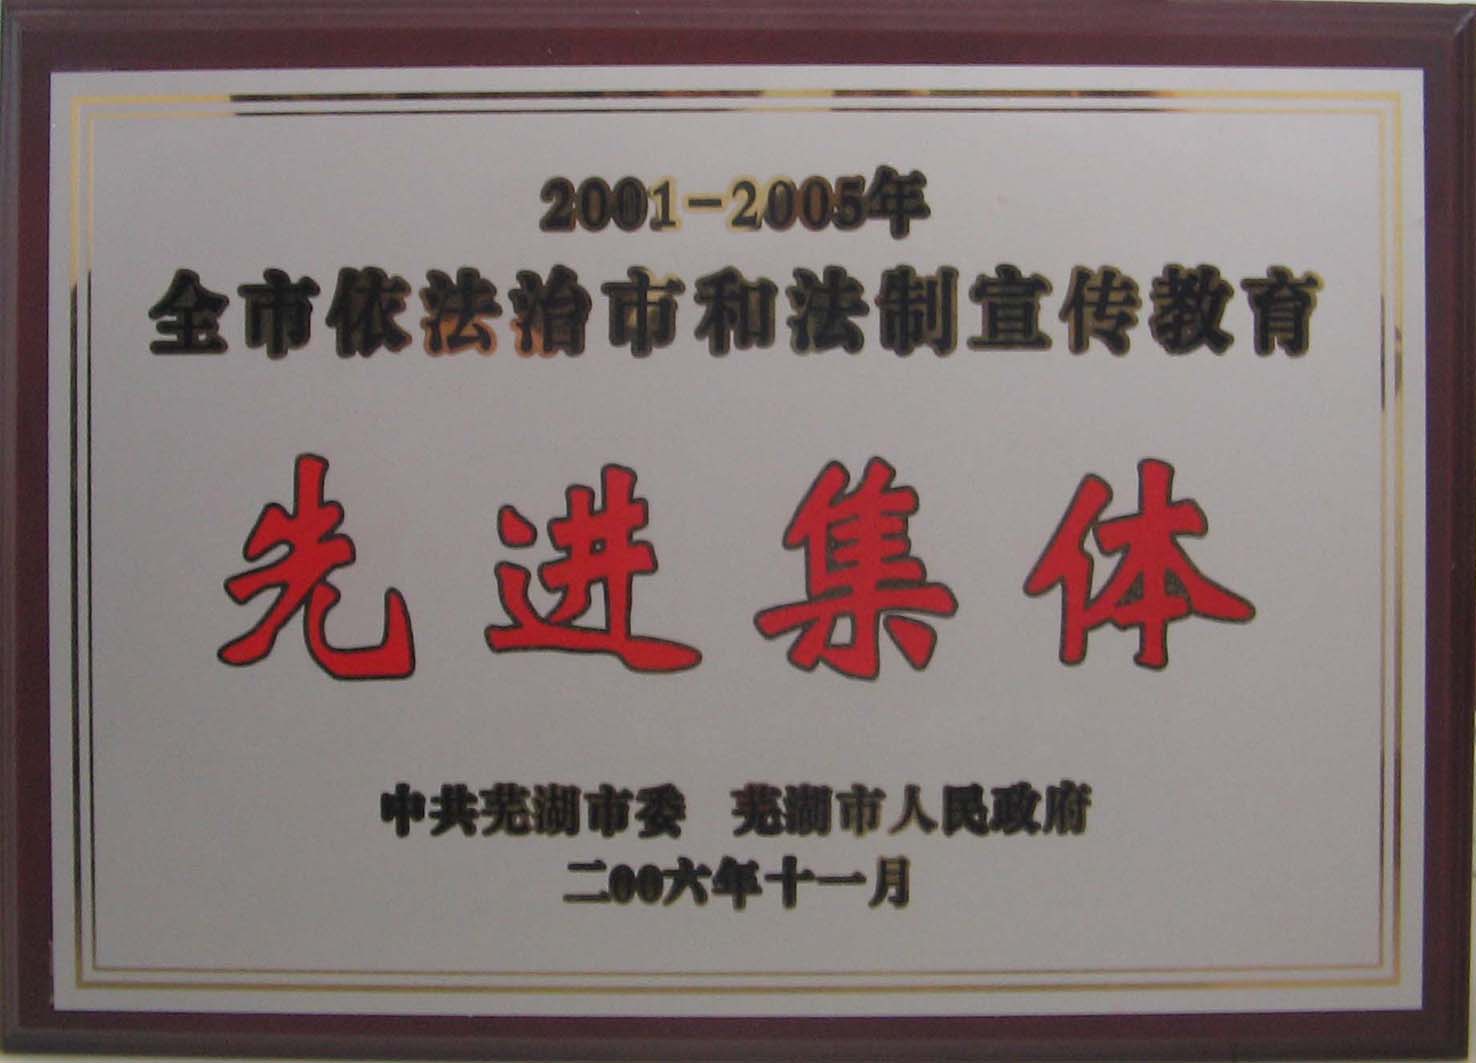 2001-2005年
全市依法治市和法制宣传教育
先进集体
中共芜湖市委 芜湖市人民政府
二00六年十一月